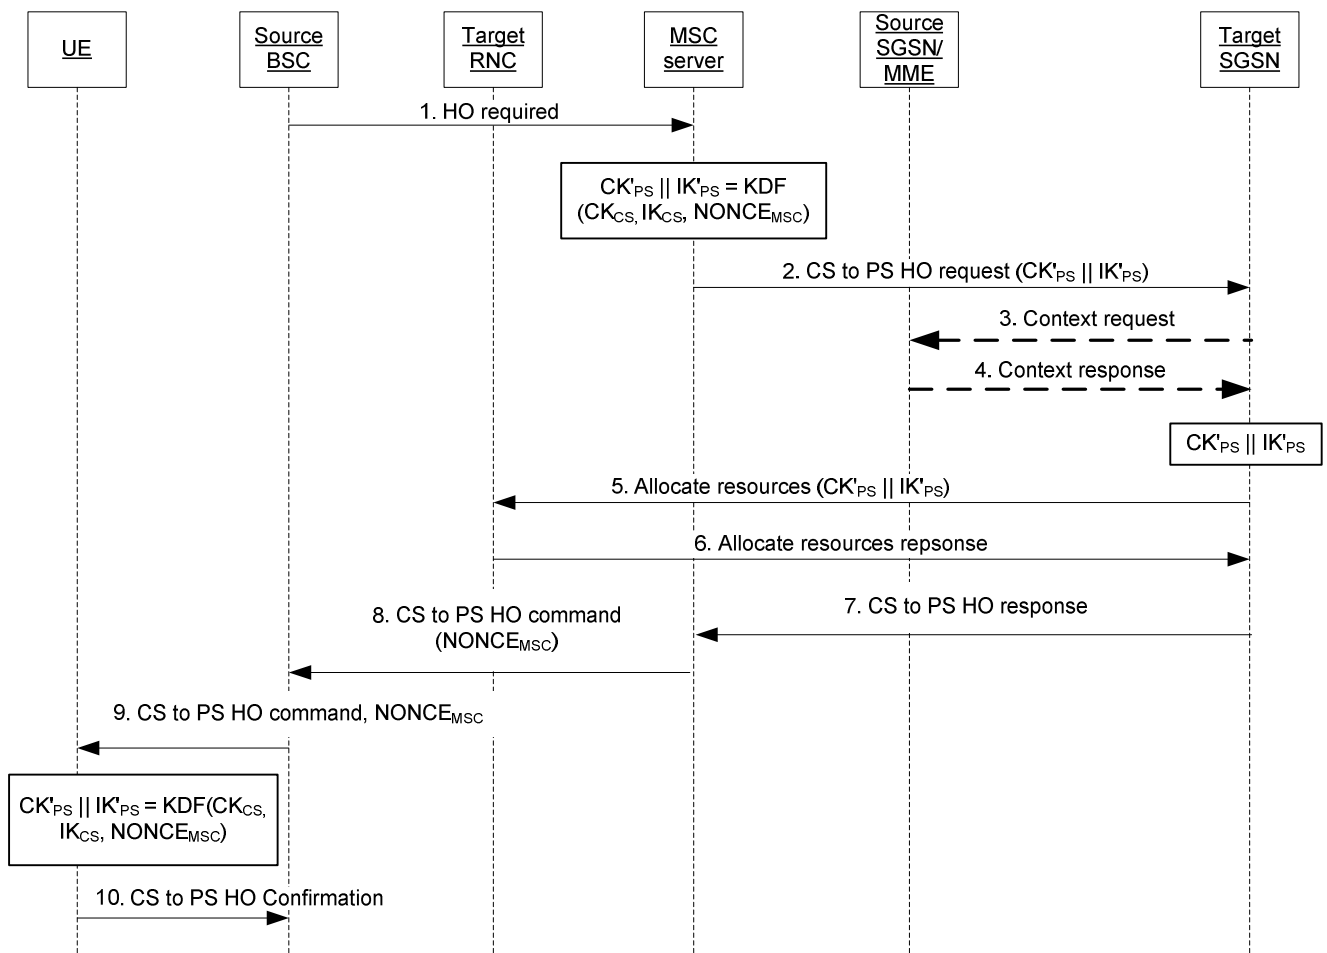 UE
Source
BSC
Target
RNC
MSC
server
Source
SGSN/
MME
Target
SGSN
1. HO required
CK'PS || IK'PS = KDF
(CKCS, IKCS, NONCEMSC)
2. CS to PS HO request (CK'PS || IK'PS)
3. Context request
4. Context response
CK'PS || IK'PS
5. Allocate resources (CK'PS || IK'PS)
6. Allocate resources repsonse
7. CS to PS HO response
8. CS to PS HO command
(NONCEMSC)
9. CS to PS HO command, NONCEMSC
CK'PS || IK'PS = KDF(CKCS,
IKCS, NONCEMSC)
10. CS to PS HO Confirmation